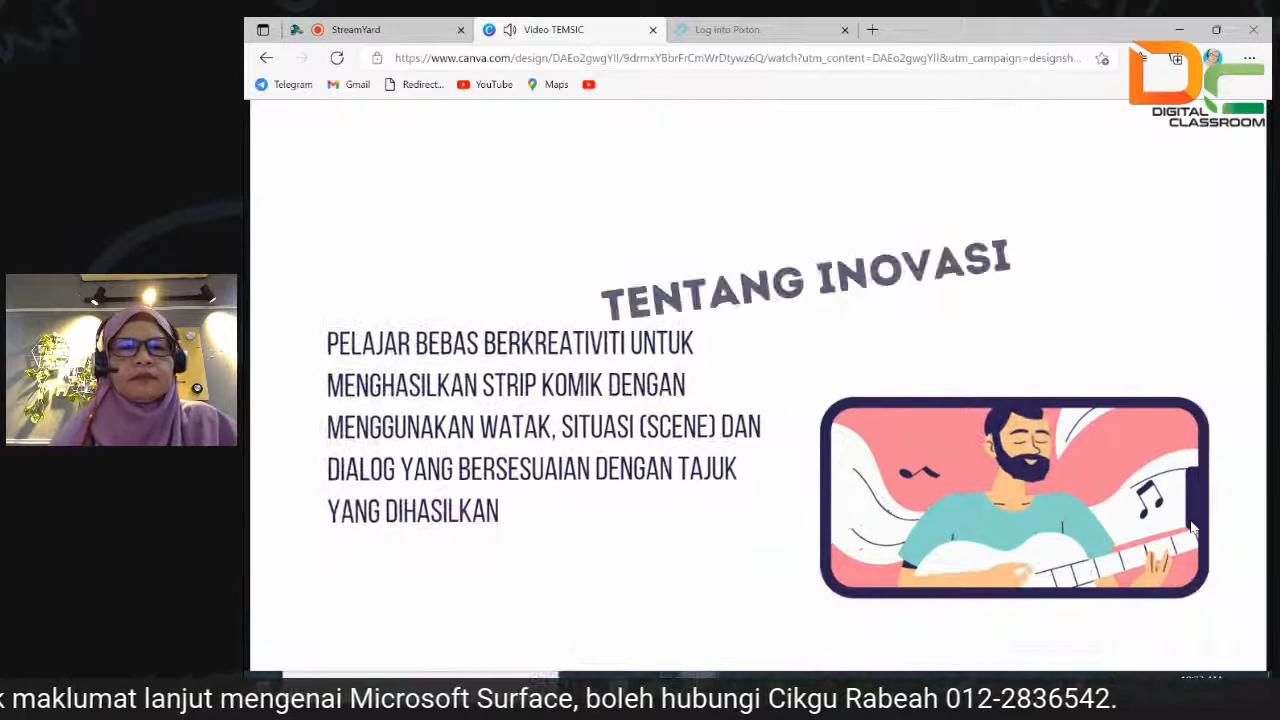 StreamYard
Video TEMSIC
Log into Pixton
https://www.canva.com/design/DAEo2gwgYlI/9drmxYBbrFrCmWrDtywz6Q/watch?utm_content=DAEo2gwgYlI&utm_campaign=designsh...
Telegram
Gmail
Redirect...
YouTube
Maps
DIGITAL
CLASSROOM
TENTANG INOVASI
PELAJAR BEBAS BERKREATIVITI UNTUK
MENGHASILKAN STRIP KOMIK DENGAN
MENGGUNAKAN WATAK, SITUASI (SCENE) DAN
DIALOG YANG BERSESUAIAN DENGAN TAJUK
YANG DIHASILKAN
k maklumat lanjut mengenai Microsoft Surface, boleh hubungi Cikgu Rabeah 012-2836542.